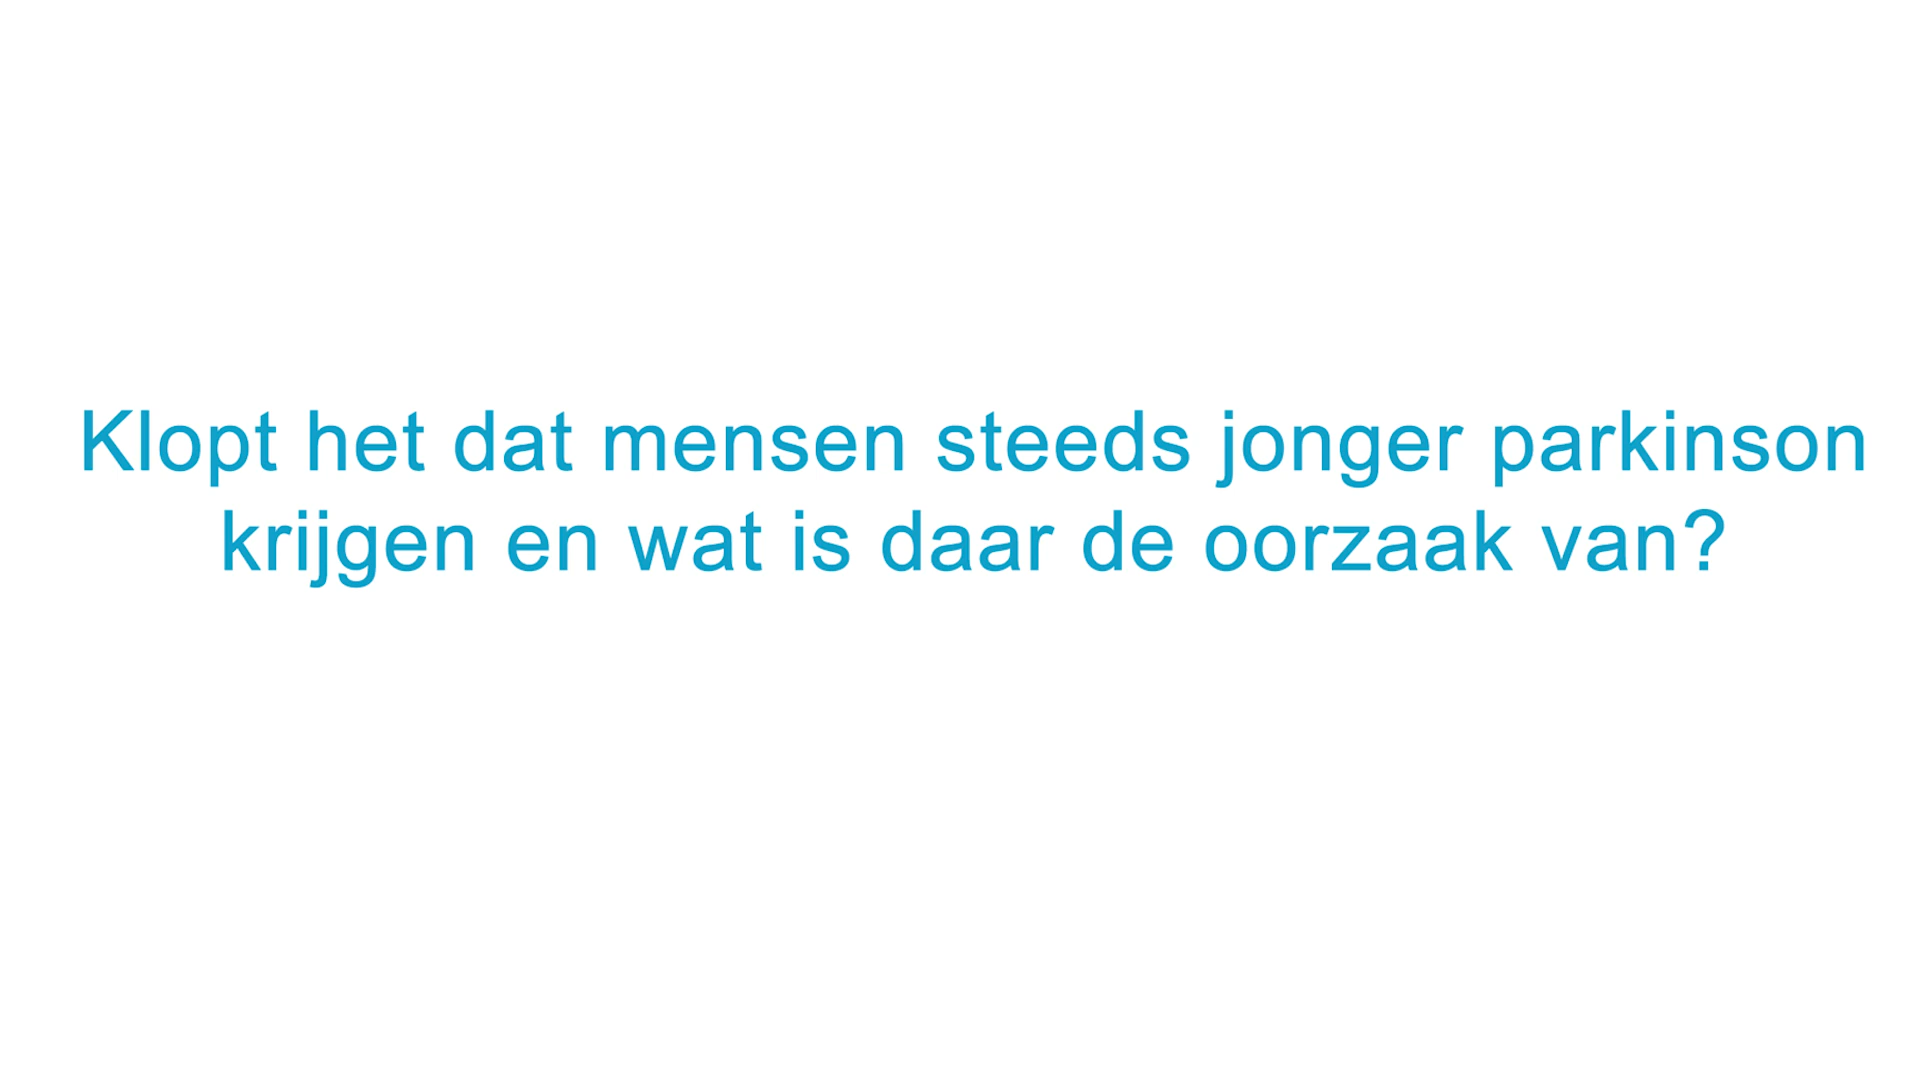 Klopt het dat mensen steeds jonger parkinson
krijgen en wat is daar de oorzaak van?